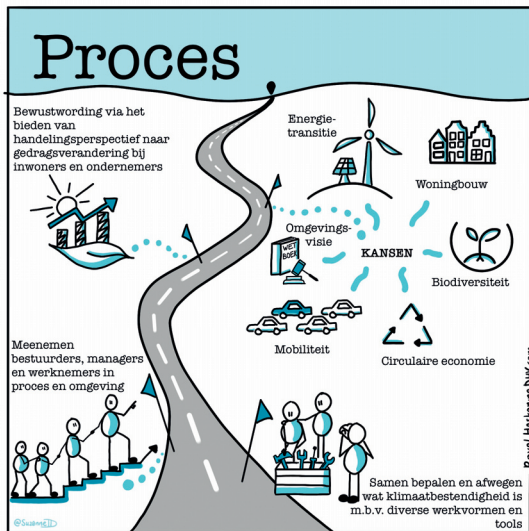 Proces
Bewustwording via het
bieden van
handelingsperspectief naar
gedragsverandering bij
inwoners en ondernemers
Energie-
transitie
Woningbouw
Omgevings-
visie
WET
BOEK
KANSEN
Biodiversiteit
Mobiliteit
Circulaire economie
Meenemen
bestuurders, managers
en werknemers in
proces en omgeving
Samen bepalen en afwegen
wat klimaatbestendigheid is
m.b.v. diverse werkvormen en
tools